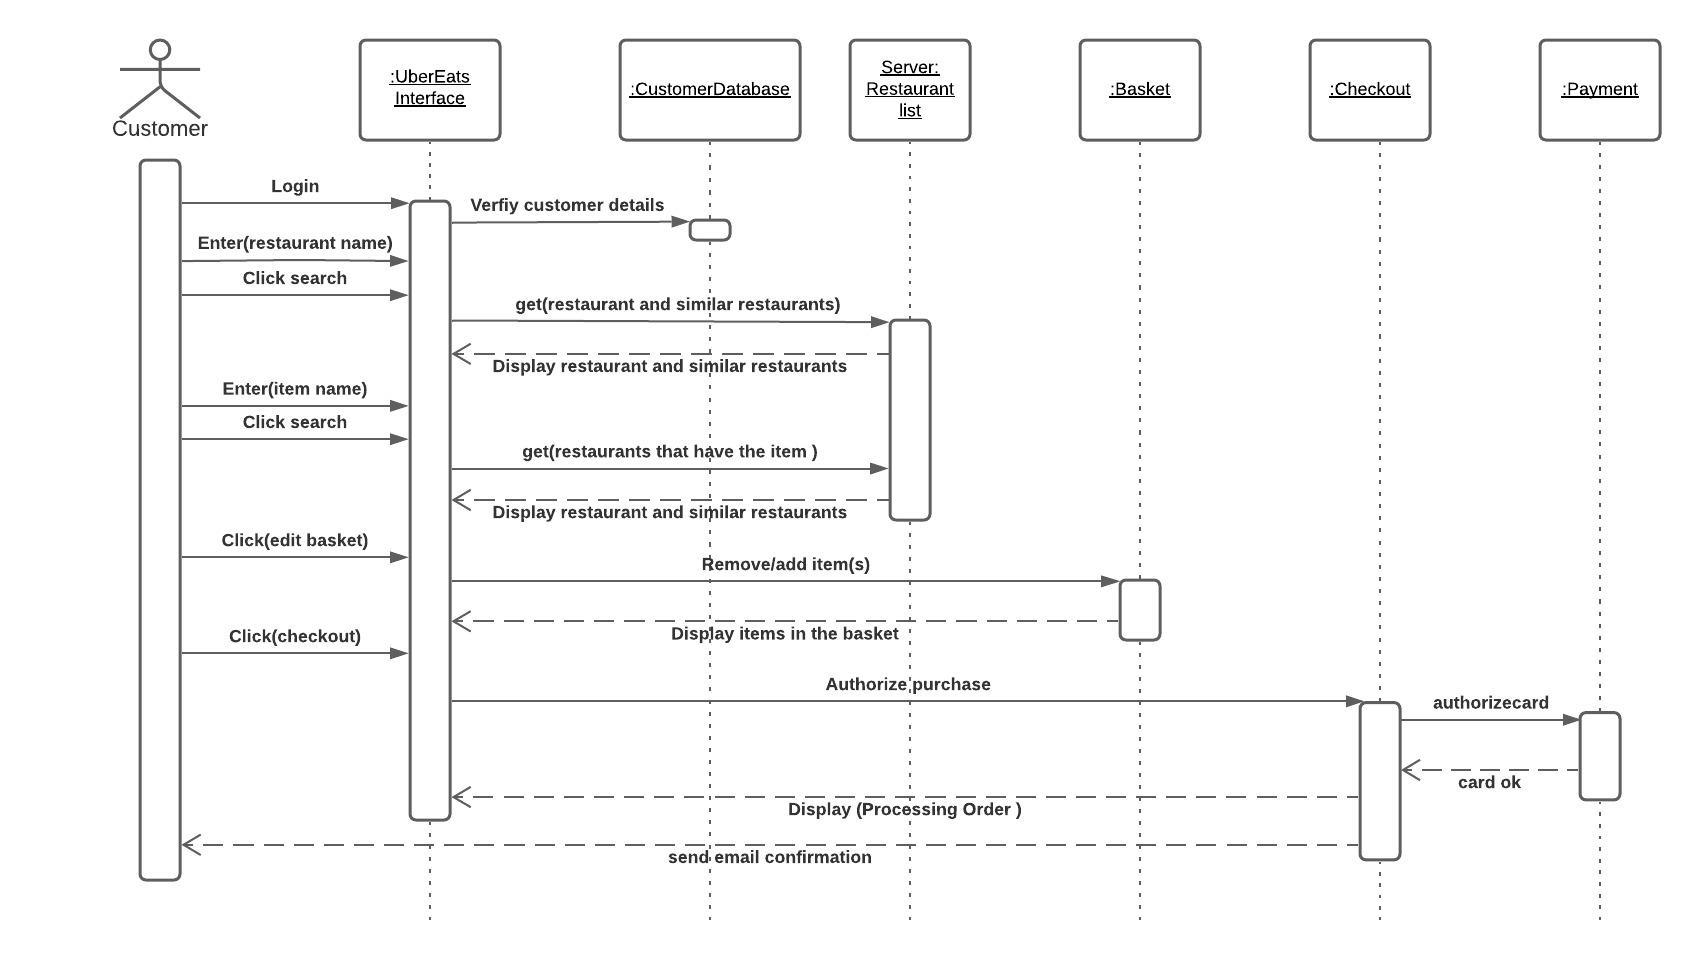 Customer
:UberEats
Interface
:CustomerDatabase
Server:
Restaurant
list
:Basket
:Checkout
:Payment
Login
Verfiy customer details
Enter(restaurant name)
Click search
get(restaurant and similar restaurants)
Display restaurant and similar restaurants
Enter(item name)
Click search
get(restaurants that have the item )
Display restaurant and similar restaurants
Click(edit basket)
Remove/add item(s)
Display items in the basket
Click(checkout)
Authorize purchase
authorizecard
card ok
Display (Processing Order )
send email confirmation